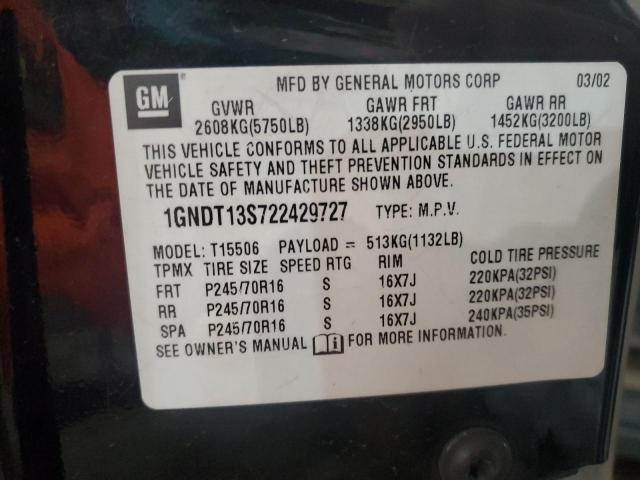 GM ®
MFD BY GENERAL MOTORS CORP 03/02
GVWR GAWR FRT GAWR RR
2608KG(5750LB) 1338KG(2950LB) 1452KG(3200LB)
THIS VEHICLE CONFORMS TO ALL APPLICABLE U.S. FEDERAL MOTOR
VEHICLE SAFETY AND THEFT PREVENTION STANDARDS IN EFFECT ON
THE DATE OF MANUFACTURE SHOWN ABOVE.
1GNDT13S722429727 TYPE: M.P.V.
MODEL: T15506 PAYLOAD = 513KG(1132LB)
TPMX TIRE SIZE SPEED RTG RIM COLD TIRE PRESSURE
FRT P245/70R16 S 16X7J 220KPA(32PSI)
RR P245/70R16 S 16X7J 220KPA(32PSI)
SPA P245/70R16 S 16X7J 240KPA(35PSI)
SEE OWNER'S MANUAL FOR MORE INFORMATION.